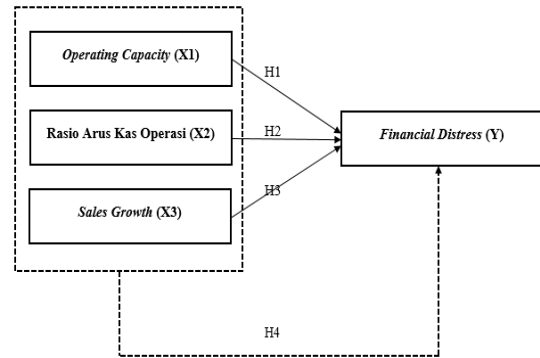 Operating Capacity (X1)
H1
Rasio Arus Kas Operasi (X2)
H2
Financial Distress (Y)
Sales Growth (X3)
H3
H4